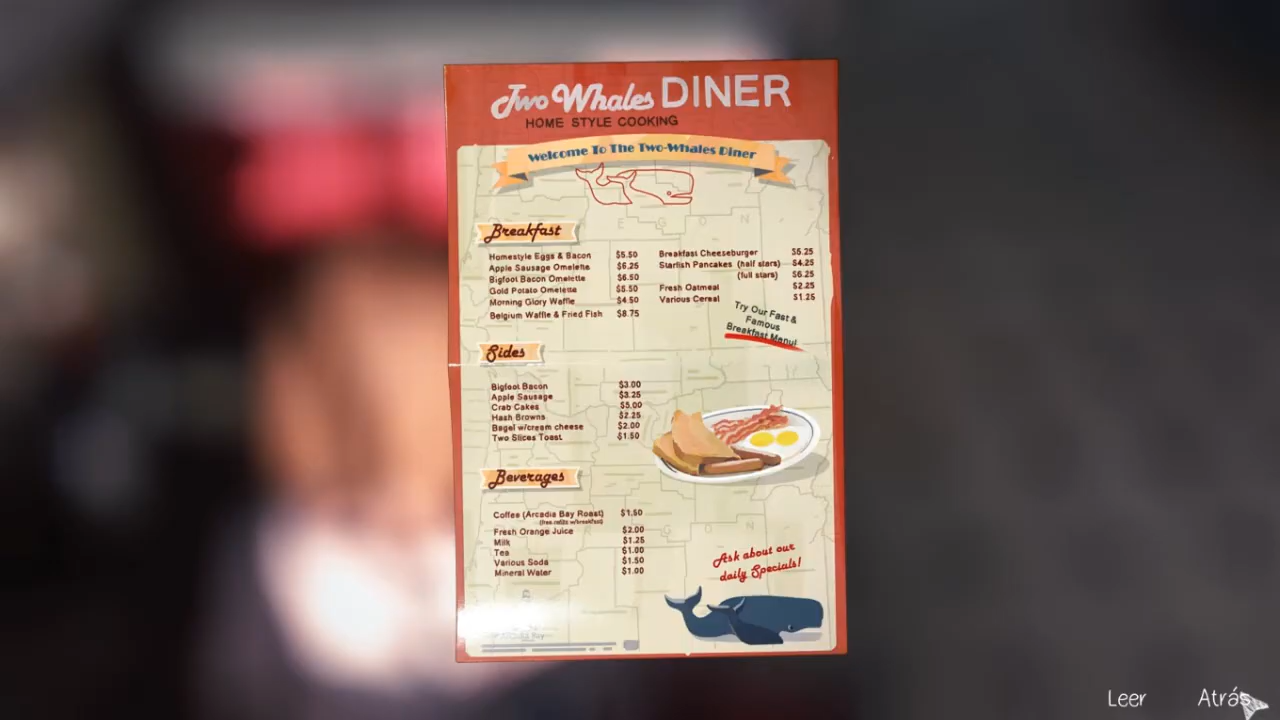 Two Whales DINER
HOME STYLE COOKING
Welcome To The Two-Whales Diner
Breakfast
Homestyle Eggs & Bacon $5.50
Apple Sausage Omelette $6.25
Bigfoot Bacon Omelette $6.50
Gold Potato Omelette $5.50
Morning Glory Waffle $4.50
Belgium Waffle & Fried Fish $8.75
Breakfast Cheeseburger $5.25
Starfish Pancakes (half stars) $4.25
(full stars) $6.25
Fresh Oatmeal $2.25
Various Cereal $1.25
Try Our Fast &
Famous
Breakfast Menu!
Sides
Bigfoot Bacon $3.00
Apple Sausage $3.25
Crab Cakes $5.00
Hash Browns $2.25
Bagel w/cream cheese $2.00
Two Slices Toast $1.50
Beverages
Coffee (Arcadia Bay Roast) $1.50
(free refills w/breakfast)
Fresh Orange Juice $2.00
Milk $1.25
Tea $1.00
Various Soda $1.50
Mineral Water $1.00
Ask about our
daily Specials!
Leer Atrás